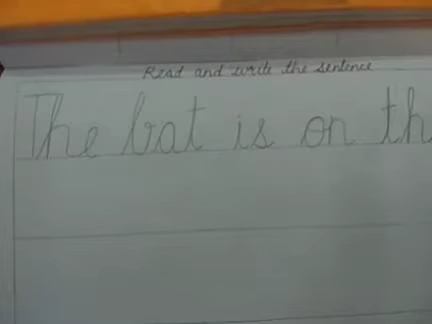 Read and write the sentence
The bat is on th